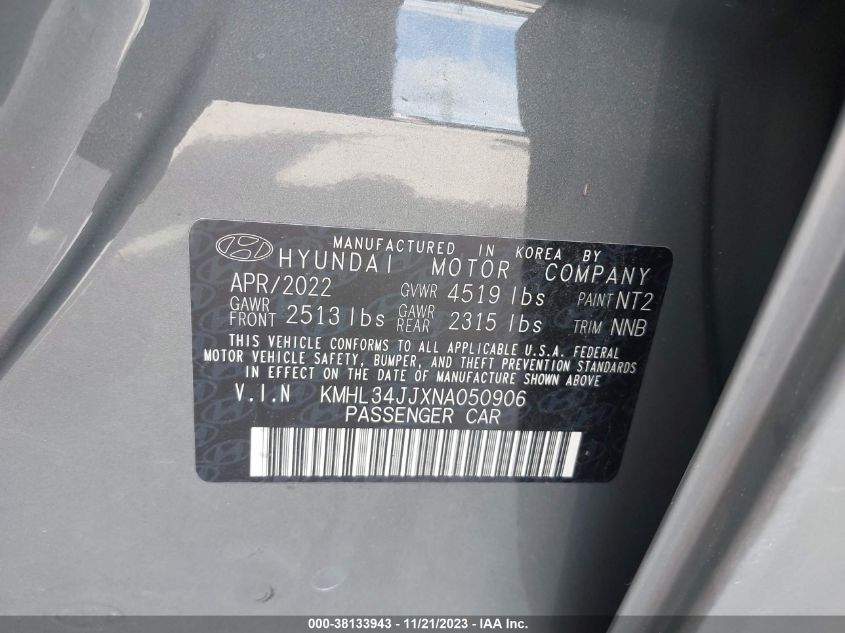 MANUFACTURED IN KOREA BY
HYUNDAI MOTOR COMPANY
APR/2022 GVWR 4519 lbs PAINT NT2
GAWR FRONT 2513 lbs GAWR REAR 2315 lbs TRIM NNB
THIS VEHICLE CONFORMS TO ALL APPLICABLE U.S.A. FEDERAL
MOTOR VEHICLE SAFETY, BUMPER, AND THEFT PREVENTION STANDARDS
IN EFFECT ON THE DATE OF MANUFACTURE SHOWN ABOVE
V.I.N KMHL34JJXNA050906
PASSENGER CAR
000-38133943 - 11/21/2023 - IAA Inc.